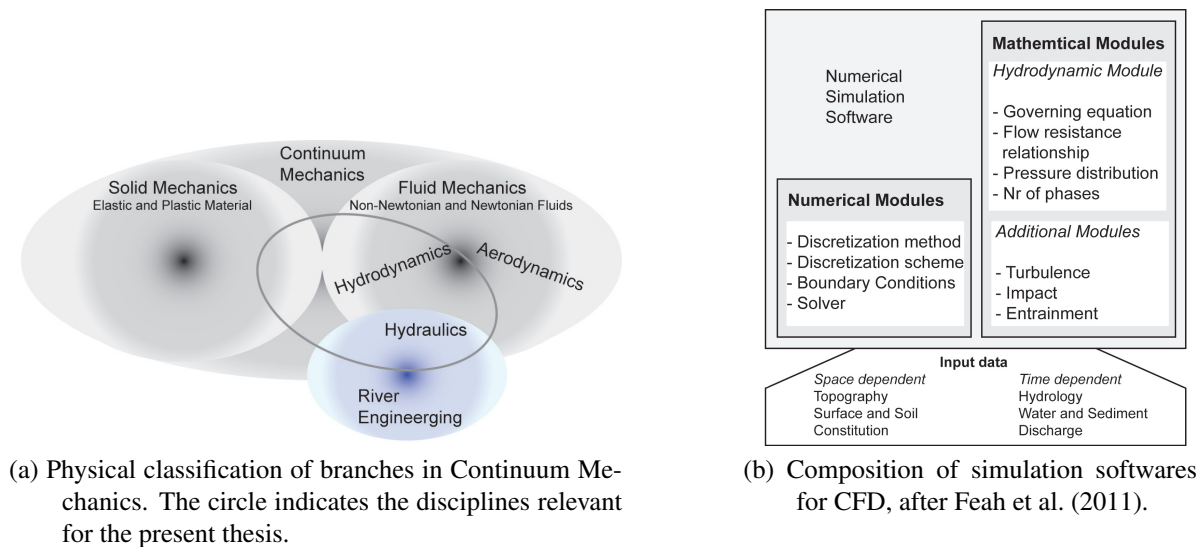 Continuum
Mechanics
Solid Mechanics
Elastic and Plastic Material
Fluid Mechanics
Non-Newtonian and Newtonian Fluids
Hydrodynamics
Aerodynamics
Hydraulics
River
Engineerging
(a) Physical classification of branches in Continuum Me-
chanics. The circle indicates the disciplines relevant
for the present thesis.
Numerical
Simulation
Software
Mathemtical Modules
Hydrodynamic Module
- Governing equation
- Flow resistance
relationship
- Pressure distribution
- Nr of phases
Additional Modules
- Turbulence
- Impact
- Entrainment
Numerical Modules
- Discretization method
- Discretization scheme
- Boundary Conditions
- Solver
Input data
Space dependent
Topography
Surface and Soil
Constitution
Time dependent
Hydrology
Water and Sediment
Discharge
(b) Composition of simulation softwares
for CFD, after Feah et al. (2011).